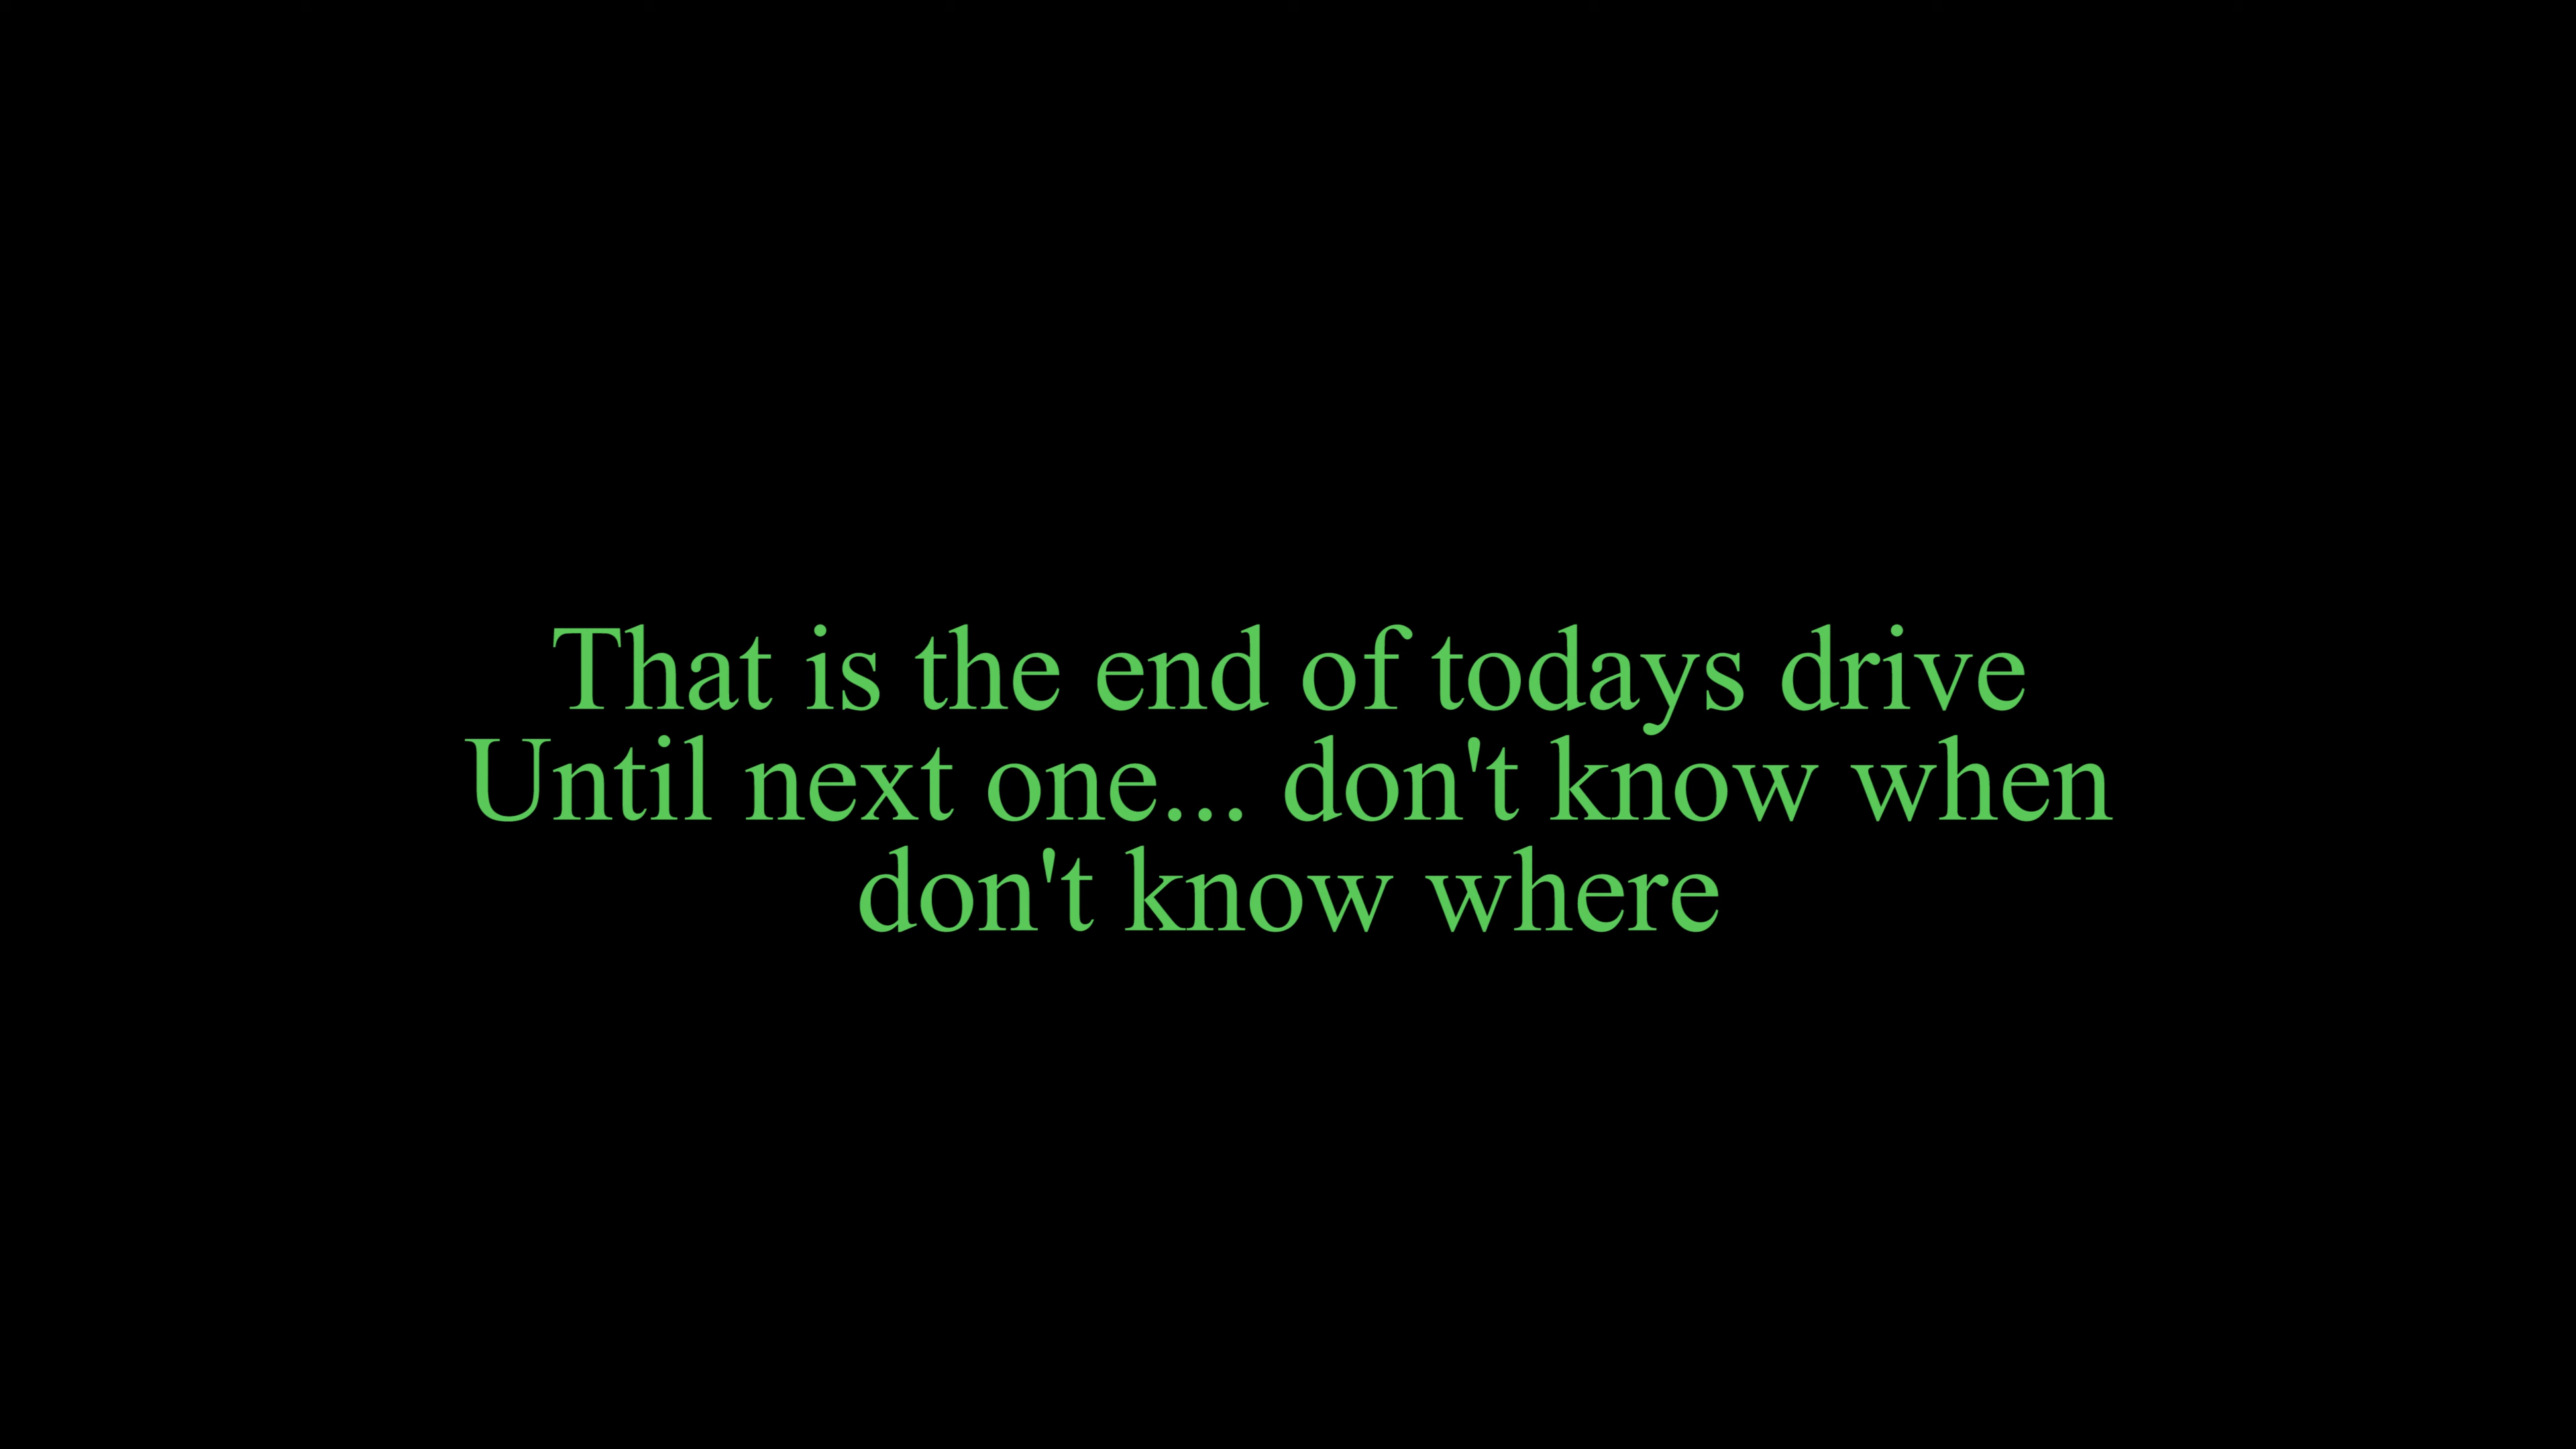 That is the end of todays drive
Until next one... don't know when
don't know where